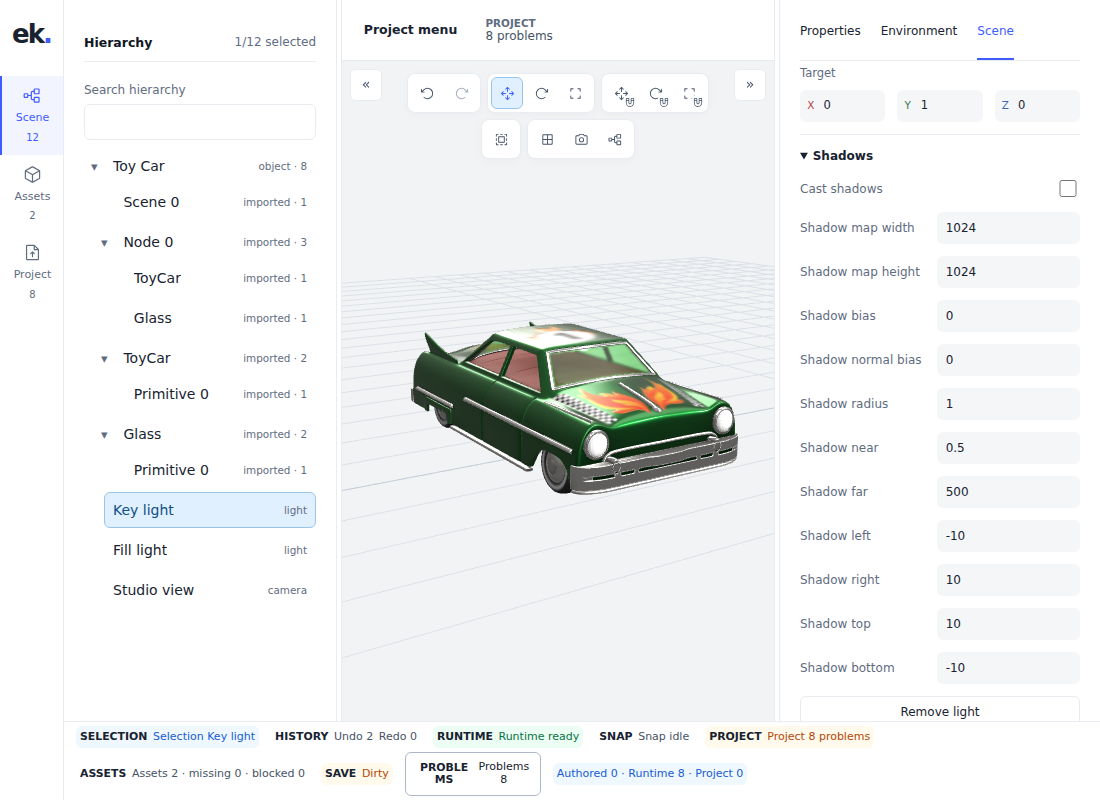 ek.
Scene
12
Assets
2
Project
8
Hierarchy 1/12 selected
Search hierarchy
▼ Toy Car object · 8
Scene 0 imported · 1
▼ Node 0 imported · 3
ToyCar imported · 1
Glass imported · 1
▼ ToyCar imported · 2
Primitive 0 imported · 1
▼ Glass imported · 2
Primitive 0 imported · 1
Key light light
Fill light light
Studio view camera
Project menu
PROJECT
8 problems
«
»
Properties Environment Scene
Target
X 0 Y 1 Z 0
▼ Shadows
Cast shadows
Shadow map width 1024
Shadow map height 1024
Shadow bias 0
Shadow normal bias 0
Shadow radius 1
Shadow near 0.5
Shadow far 500
Shadow left -10
Shadow right 10
Shadow top 10
Shadow bottom -10
Remove light
SELECTION Selection Key light HISTORY Undo 2 Redo 0 RUNTIME Runtime ready SNAP Snap idle PROJECT Project 8 problems
ASSETS Assets 2 · missing 0 · blocked 0 SAVE Dirty
PROBLE
MS
Problems
8
Authored 0 · Runtime 8 · Project 0